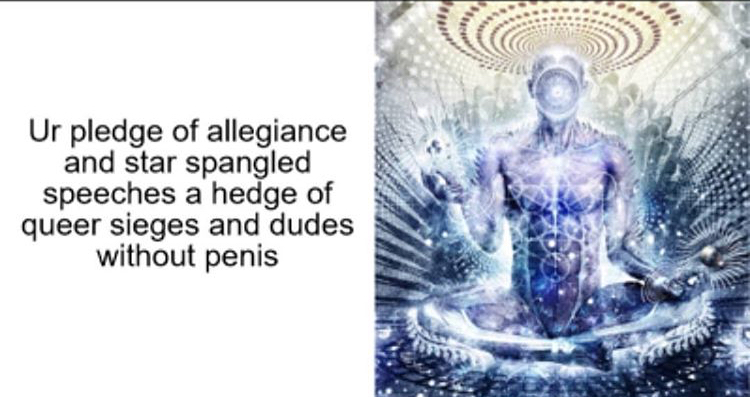 Ur pledge of allegiance
and star spangled
speeches a hedge of
queer sieges and dudes
without penis